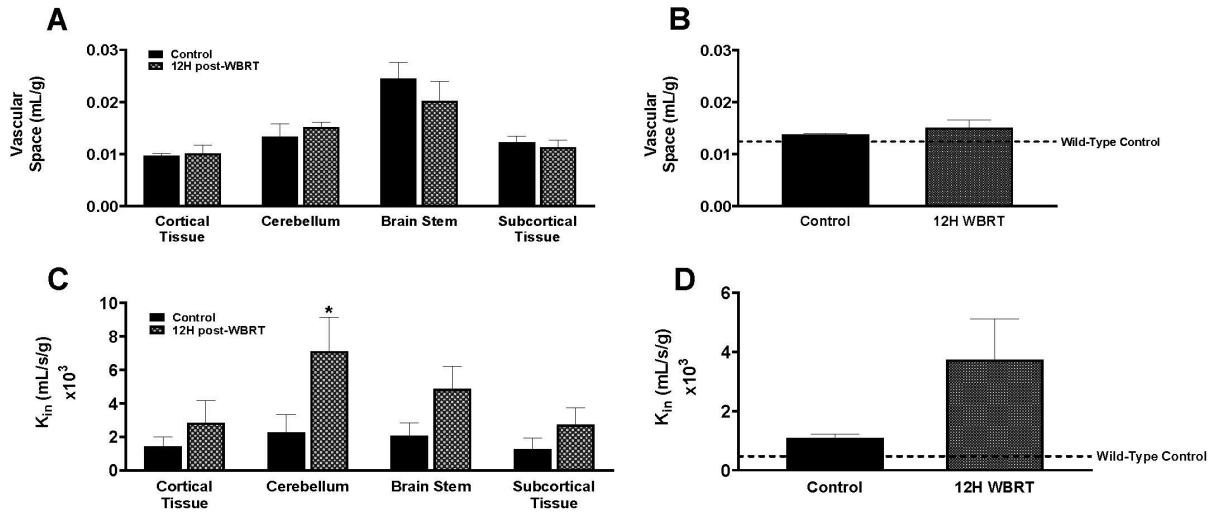 A
Vascular
Space (mL/g)
0.03
0.02
0.01
0.00
Control
12H post-WBRT
Cortical
Tissue
Cerebellum
Brain Stem
Subcortical
Tissue
B
Vascular
Space (mL/g)
0.03
0.02
0.01
0.00
Wild-Type Control
Control
12H WBRT
C
Kin (mL/s/g)
x10³
10
8
6
4
2
0
Control
12H post-WBRT
*
Cortical
Tissue
Cerebellum
Brain Stem
Subcortical
Tissue
D
Kin (mL/s/g)
x10³
6
4
2
0
Wild-Type Control
Control
12H WBRT